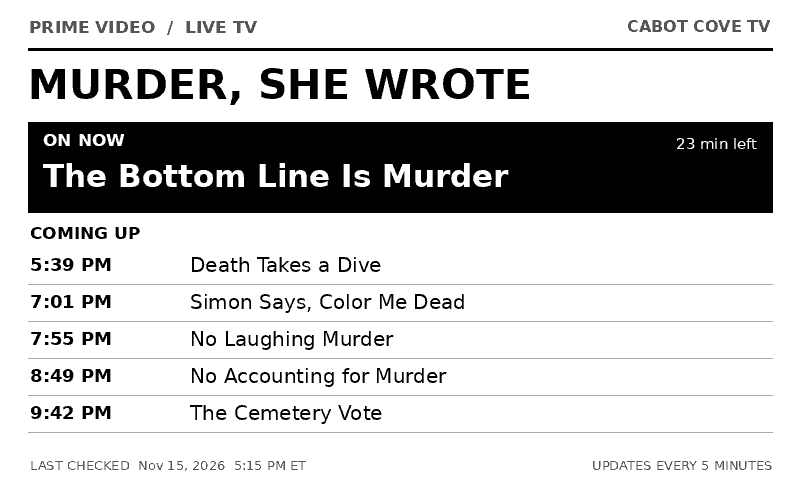 PRIME VIDEO / LIVE TV
CABOT COVE TV
MURDER, SHE WROTE
ON NOW
23 min left
The Bottom Line Is Murder
COMING UP
5:39 PM Death Takes a Dive
7:01 PM Simon Says, Color Me Dead
7:55 PM No Laughing Murder
8:49 PM No Accounting for Murder
9:42 PM The Cemetery Vote
LAST CHECKED Nov 15, 2026 5:15 PM ET
UPDATES EVERY 5 MINUTES